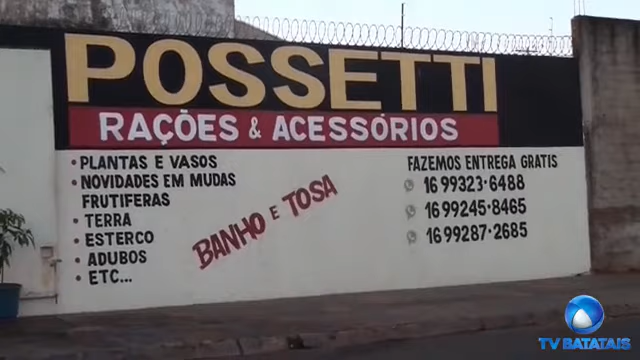 POSSETTI
RAÇÕES & ACESSÓRIOS
• PLANTAS E VASOS
• NOVIDADES EM MUDAS
FRUTIFERAS
• TERRA
• ESTERCO
• ADUBOS
• ETC...
BANHO E TOSA
FAZEMOS ENTREGA GRATIS
16 99323-6488
16 99245-8465
16 99287-2685
TV BATATAIS